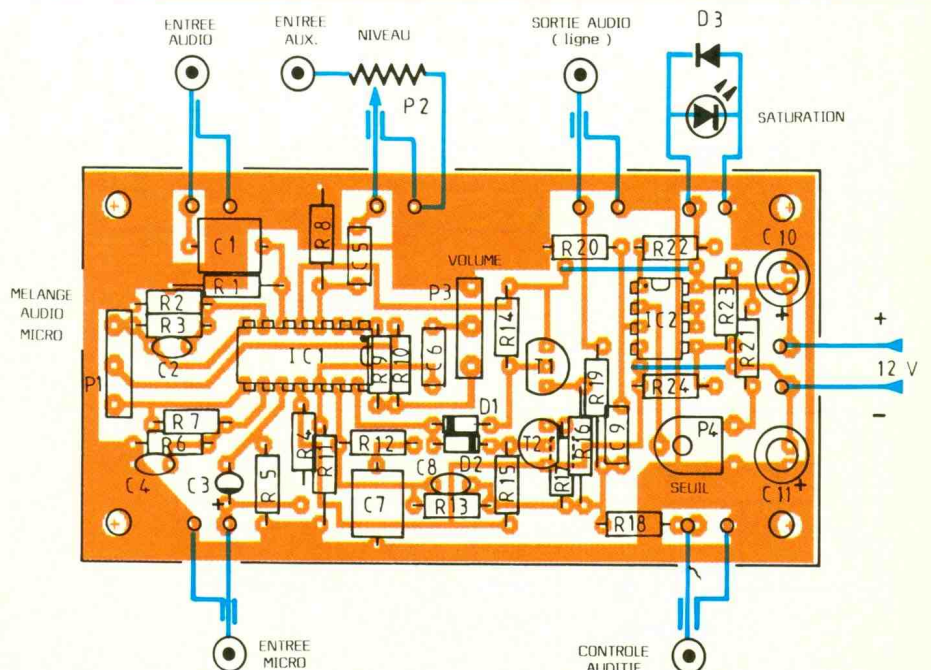 ENTREE
AUDIO
ENTREE
AUX.
NIVEAU
P2
SORTIE AUDIO
( ligne )
D3
SATURATION
C1
R8
C5
R20
R22
C10
R1
VOLUME
MELANGE
AUDIO
MICRO
R2
R3
P3
R14
IC2
R23
R21
+
C2
IC1
R9
R10
C6
T1
R19
12 V
P1
R24
+
-
R7
R6
R4
R11
R12
D1
D2
T2
R16
R17
C9
P4
C4
C3
+
R5
C7
C8
R13
R15
SEUIL
C11
+
R18
ENTREE
MICRO
CONTROLE
AUDITIF